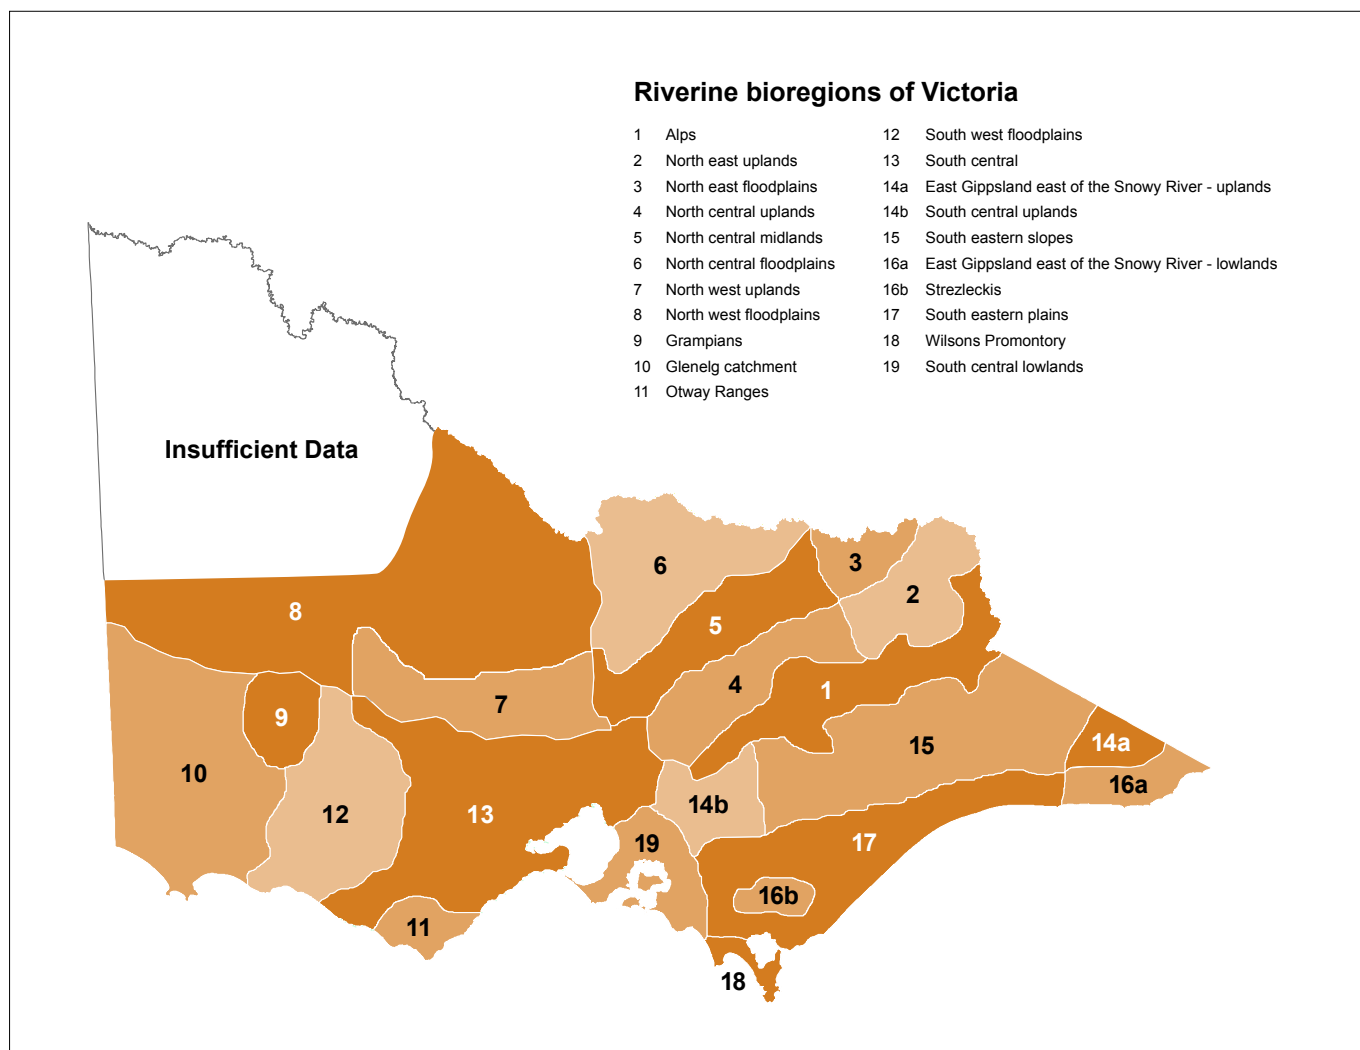 Riverine bioregions of Victoria
1 Alps
2 North east uplands
3 North east floodplains
4 North central uplands
5 North central midlands
6 North central floodplains
7 North west uplands
8 North west floodplains
9 Grampians
10 Glenelg catchment
11 Otway Ranges
12 South west floodplains
13 South central
14a East Gippsland east of the Snowy River - uplands
14b South central uplands
15 South eastern slopes
16a East Gippsland east of the Snowy River - lowlands
16b Strezleckis
17 South eastern plains
18 Wilsons Promontory
19 South central lowlands
Insufficient Data
6
3
2
8
5
4
1
7
9
14a
15
10
16a
14b
12
13
19
17
16b
11
18